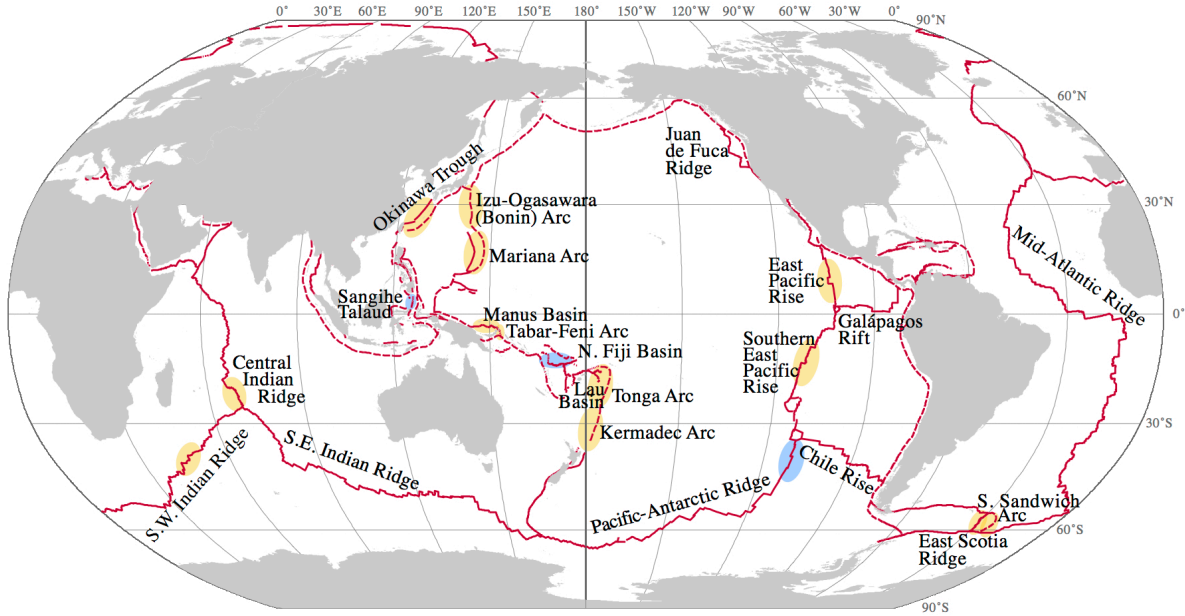 0° 30°E 60°E 90°E 120°E 150°E 180° 150°W 120°W 90°W 60°W 30°W 0°
90°N
60°N
Juan
de Fuca
Ridge
Okinawa Trough
Izu-Ogasawara
(Bonin) Arc
30°N
Mid-Atlantic Ridge
Mariana Arc
East
Pacific
Rise
Sangihe
Talaud
Manus Basin
Tabar-Feni Arc
0°
Galápagos
Rift
Southern
East
Pacific
Rise
N. Fiji Basin
Central
Indian
Ridge
Lau
Basin
Tonga Arc
30°S
Kermadec Arc
S.E. Indian Ridge
S.W. Indian Ridge
Chile Rise
Pacific-Antarctic Ridge
S. Sandwich
Arc
60°S
East Scotia
Ridge
90°S